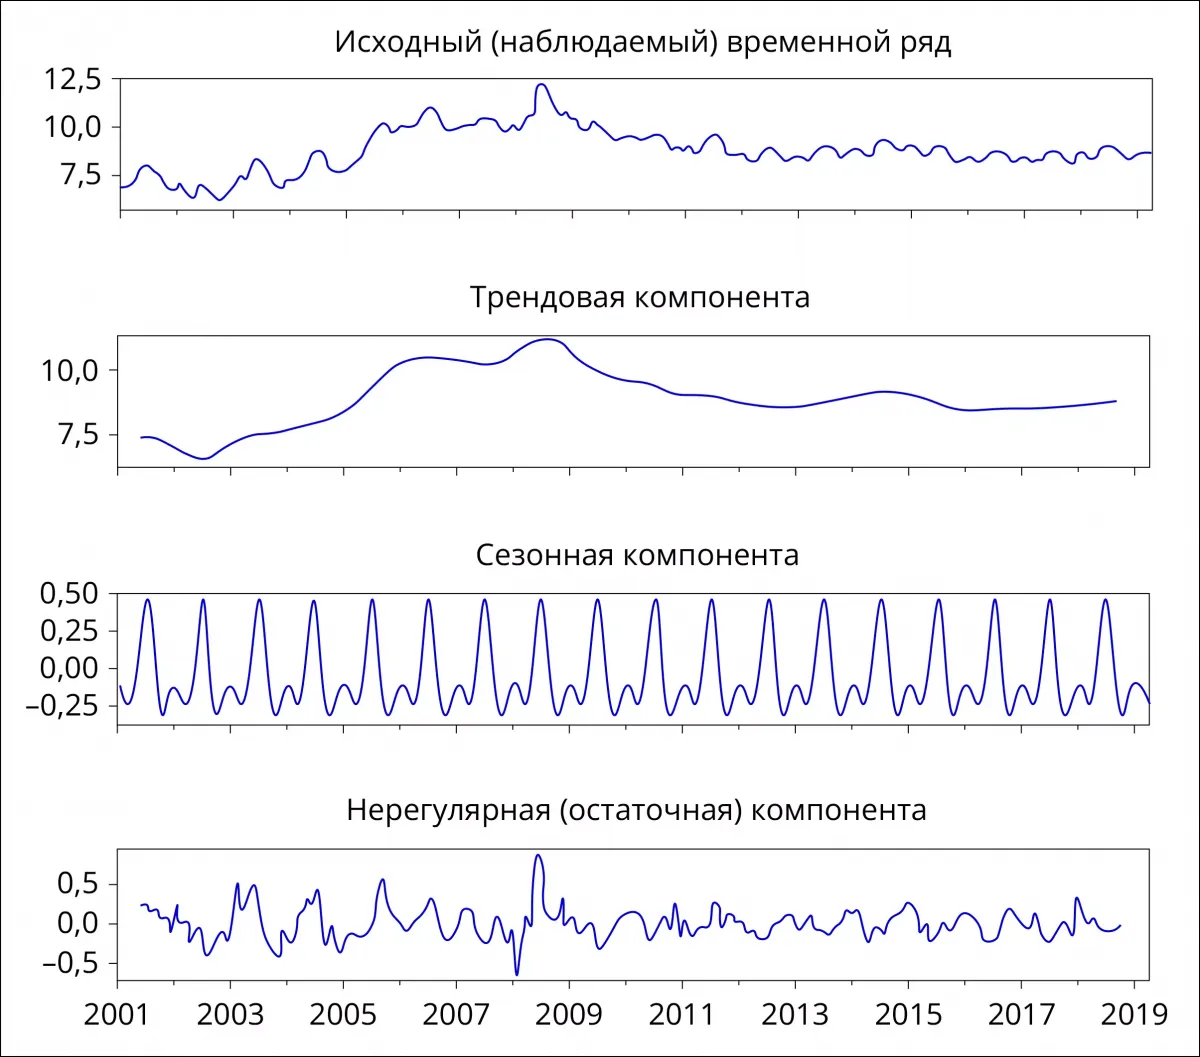 Исходный (наблюдаемый) временной ряд
12,5
10,0
7,5
Трендовая компонента
10,0
7,5
Сезонная компонента
0,50
0,25
0,00
–0,25
Нерегулярная (остаточная) компонента
0,5
0,0
–0,5
2001 2003 2005 2007 2009 2011 2013 2015 2017 2019